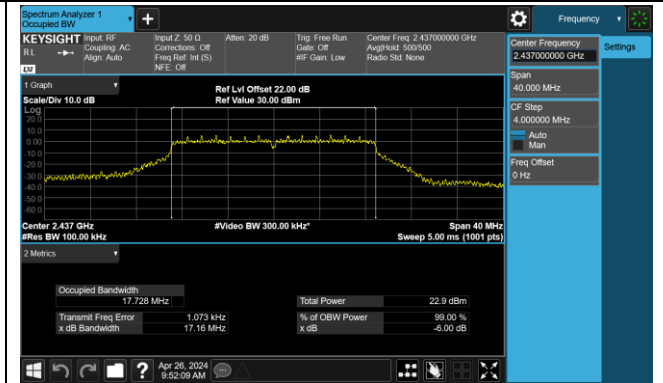 Spectrum Analyzer 1
Occupied BW
Frequency
KEYSIGHT
Input: RF
Coupling: AC
Align: Auto
Input Z: 50 Ω
Corrections: Off
Freq Ref: Int (S)
NFE: Off
Atten: 20 dB
Trig: Free Run
Gate: Off
#IF Gain: Low
Center Freq: 2.437000000 GHz
Avg|Hold: 500/500
Radio Std: None
R L
LXI
1 Graph
Scale/Div 10.0 dB
Ref Lvl Offset 22.00 dB
Ref Value 30.00 dBm
Log
20.0
10.0
0.00
-10.0
-20.0
-30.0
-40.0
-50.0
-60.0
Center 2.437 GHz
#Res BW 100.00 kHz
#Video BW 300.00 kHz*
Span 40 MHz
Sweep 5.00 ms (1001 pts)
2 Metrics
Occupied Bandwidth
17.728 MHz
Transmit Freq Error
1.073 kHz
x dB Bandwidth
17.16 MHz
Total Power
22.9 dBm
% of OBW Power
99.00 %
x dB
-6.00 dB
Center Frequency
2.437000000 GHz
Settings
Span
40.000 MHz
CF Step
4.000000 MHz
Auto
Man
Freq Offset
0 Hz
?
Apr 26, 2024
9:52:09 AM